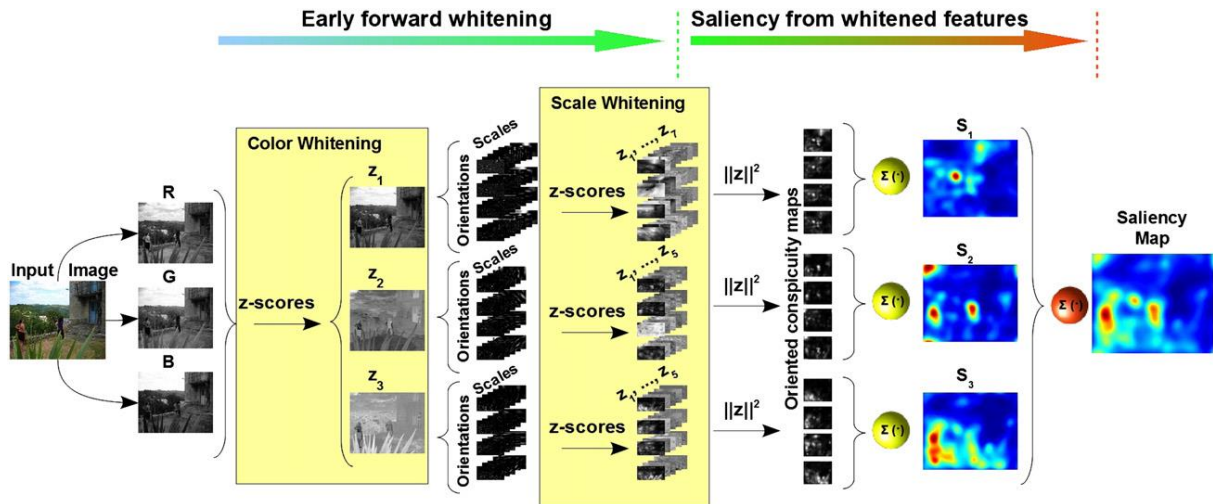 Early forward whitening
Saliency from whitened features
Color Whitening
Scale Whitening
Input Image
R
G
B
z-scores
z₁
z₂
z₃
Scales
Orientations
Scales
Orientations
Scales
Orientations
z₁, ..., z₇
z-scores
z₁, ..., z₅
z-scores
z₁, ..., z₅
z-scores
||z||²
||z||²
||z||²
Oriented conspicuity maps
Σ (·)
Σ (·)
Σ (·)
S₁
S₂
S₃
Σ (·)
Saliency
Map